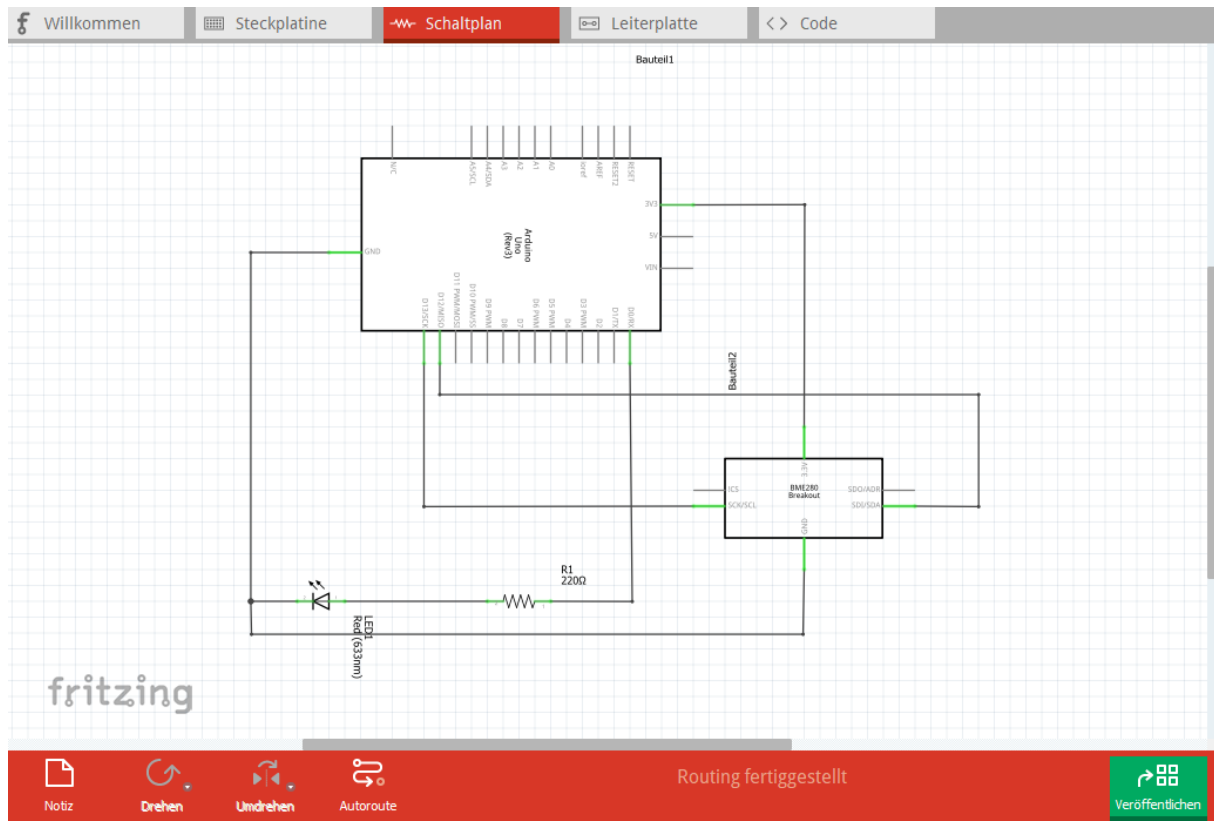 Willkommen
Steckplatine
Schaltplan
Leiterplatte
Code
Bauteil1
N/C
A5/SCL
A4/SDA
A3
A2
A1
A0
ioref
AREF
RESET2
RESET
3V3
5V
VIN
GND
Arduino
Uno
(Rev3)
D13/SCK
D12/MISO
D11 PWM/MOSI
D10 PWM/SS
D9 PWM
D8
D7
D6 PWM
D5 PWM
D4
D3 PWM
D2
D1/TX
D0/RX
Bauteil2
3.3V
ICS
SCK/SCL
BME280
Breakout
SDO/ADR
SDI/SDA
GND
R1
220Ω
LED1
Red (633nm)
fritzing
Notiz
Drehen
Umdrehen
Autoroute
Routing fertiggestellt
Veröffentlichen